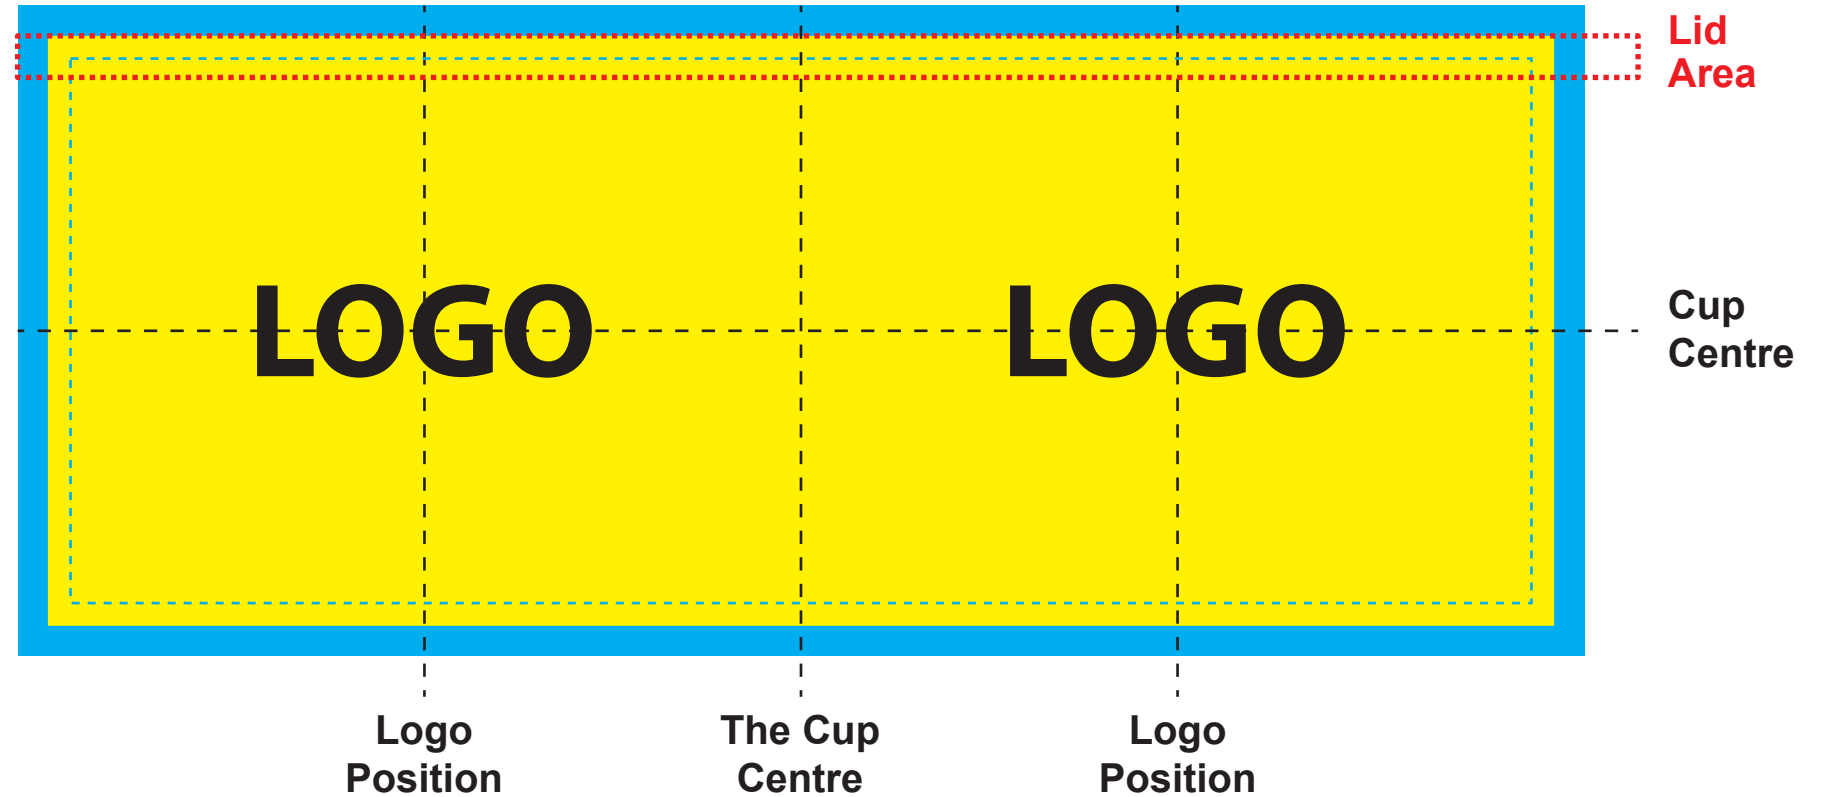 Lid
Area
LOGO
LOGO
Cup
Centre
Logo
Position
The Cup
Centre
Logo
Position